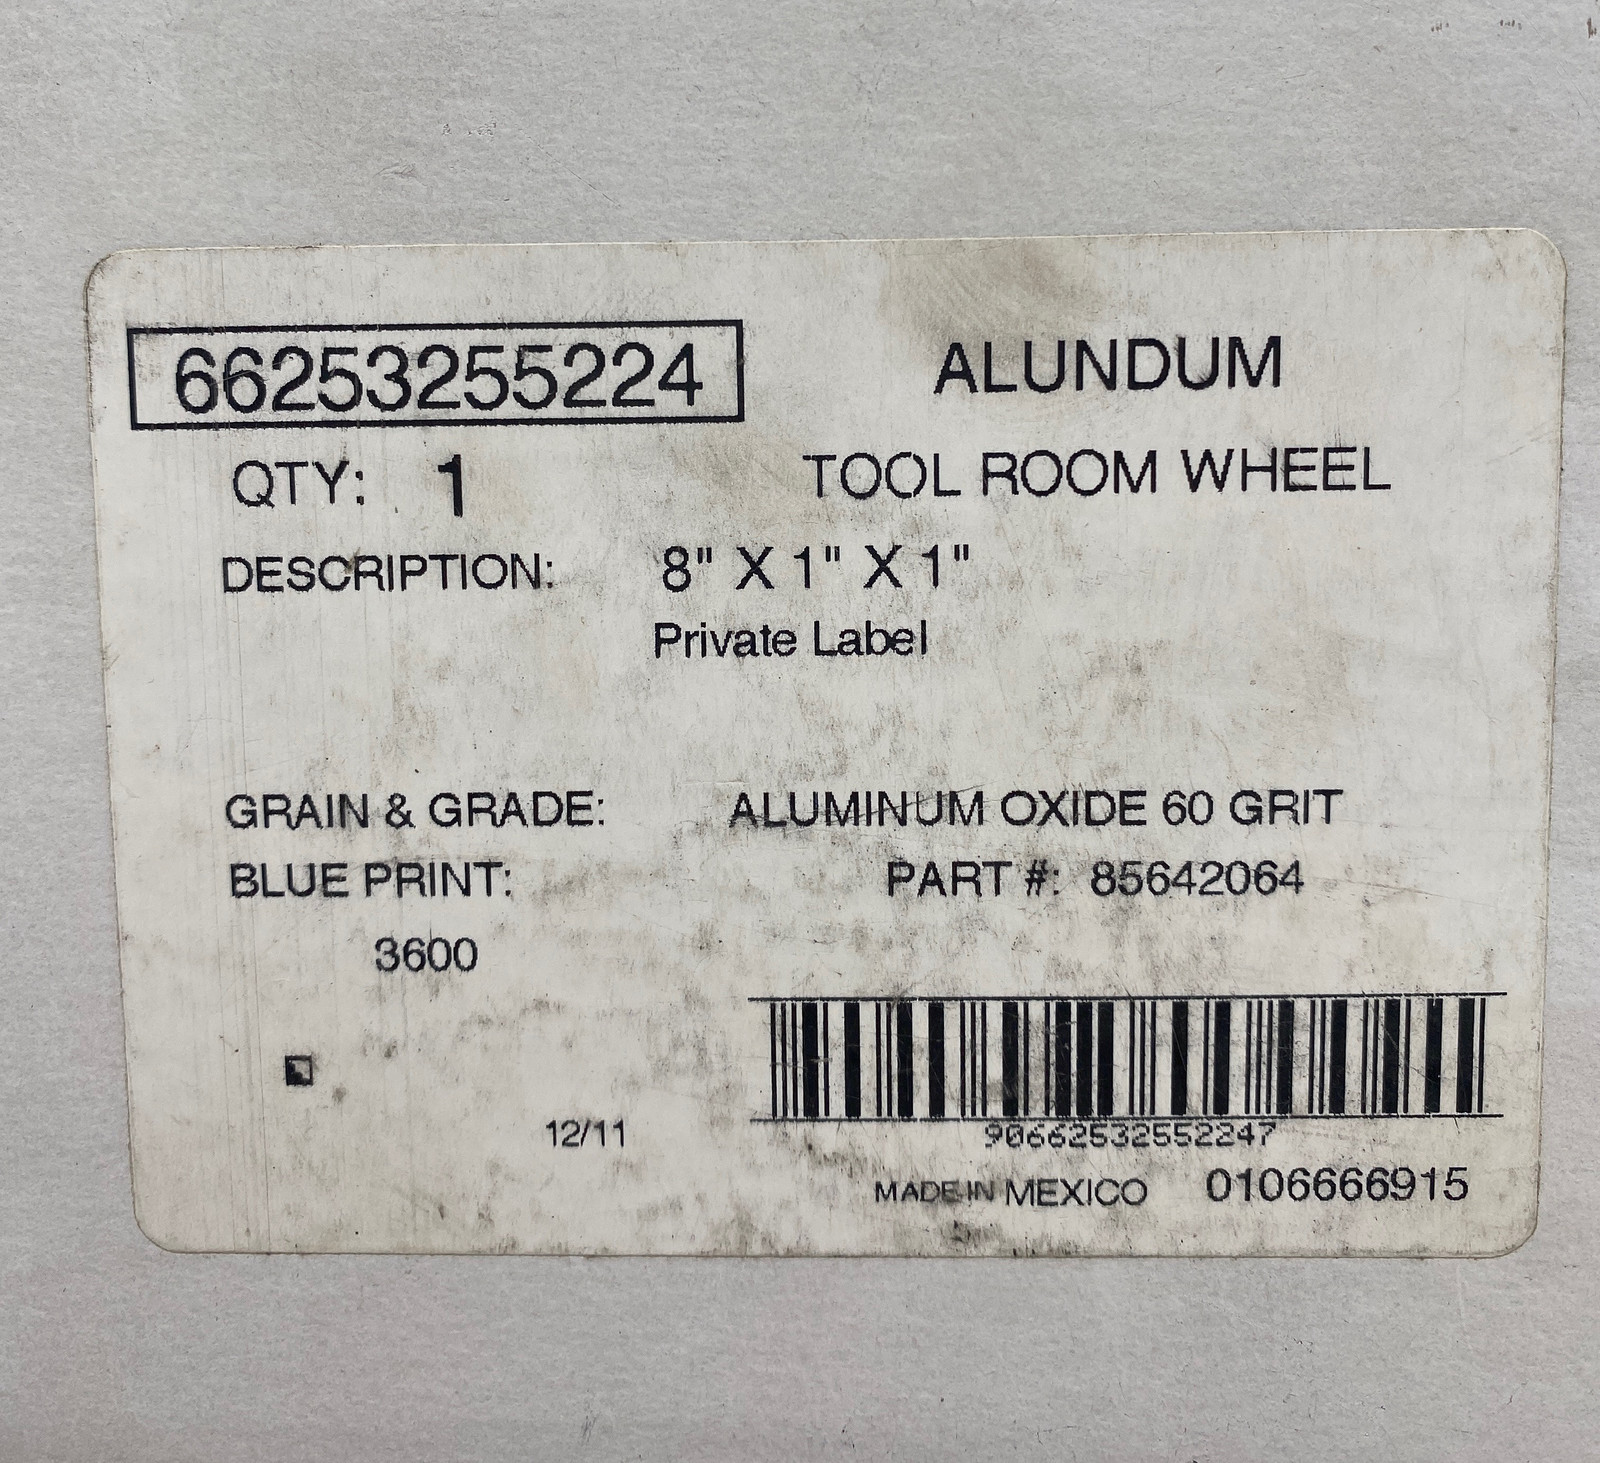 66253255224
ALUNDUM
QTY: 1
TOOL ROOM WHEEL
DESCRIPTION: 8" X 1" X 1"
Private Label
GRAIN & GRADE: ALUMINUM OXIDE 60 GRIT
BLUE PRINT: PART #: 85642064
3600
12/11
90662532552247
MADE IN MEXICO 0106666915